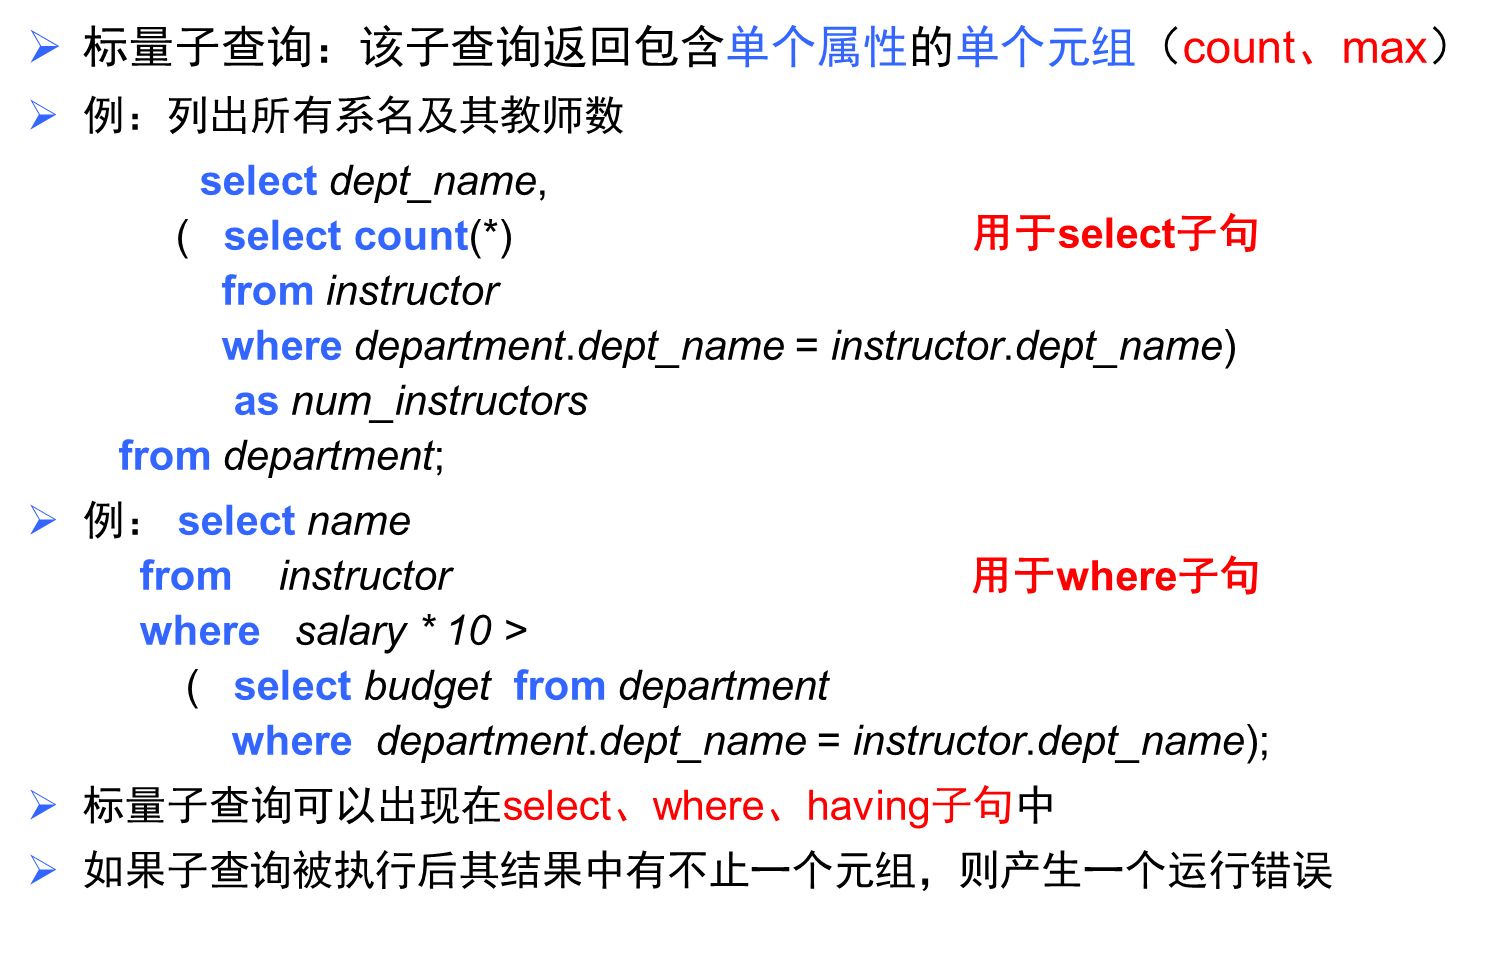 标量子查询：该子查询返回包含单个属性的单个元组（count、max）
例：列出所有系名及其教师数
select dept_name,
( select count(*)
用于select子句
from instructor
where department.dept_name = instructor.dept_name)
as num_instructors
from department;
例： select name
from instructor
用于where子句
where salary * 10 >
( select budget from department
where department.dept_name = instructor.dept_name);
标量子查询可以出现在select、where、having子句中
如果子查询被执行后其结果中有不止一个元组，则产生一个运行错误